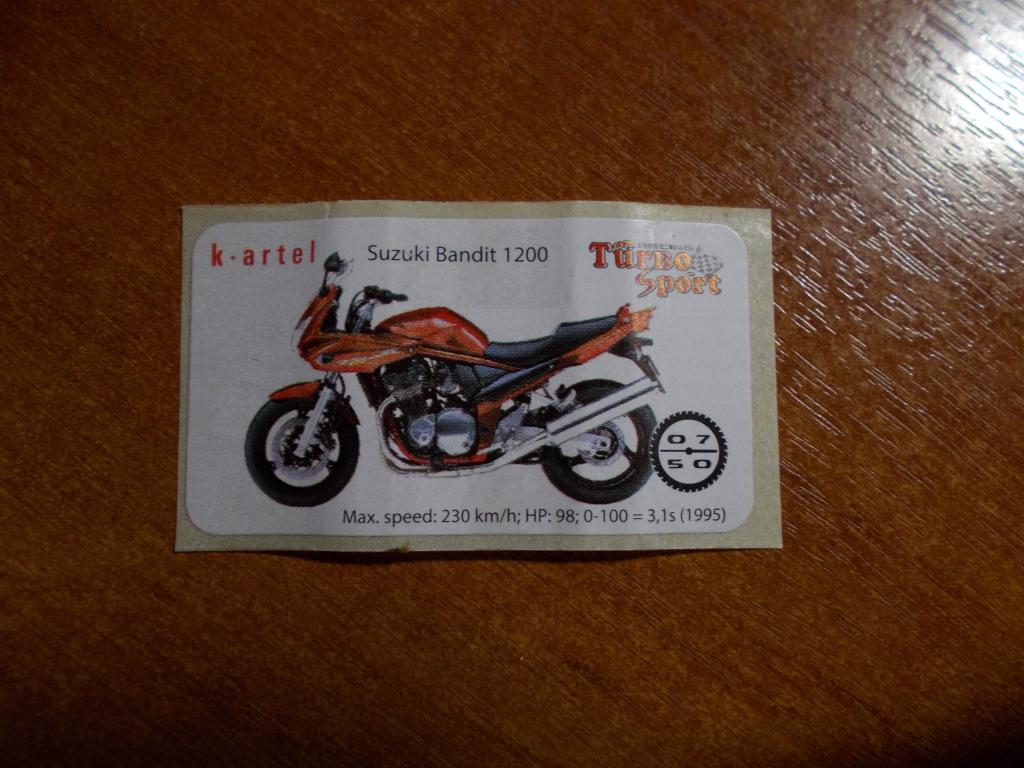 k·artel
Suzuki Bandit 1200
RACING
Turbo
Sport
07
50
Max. speed: 230 km/h; HP: 98; 0-100 = 3,1s (1995)